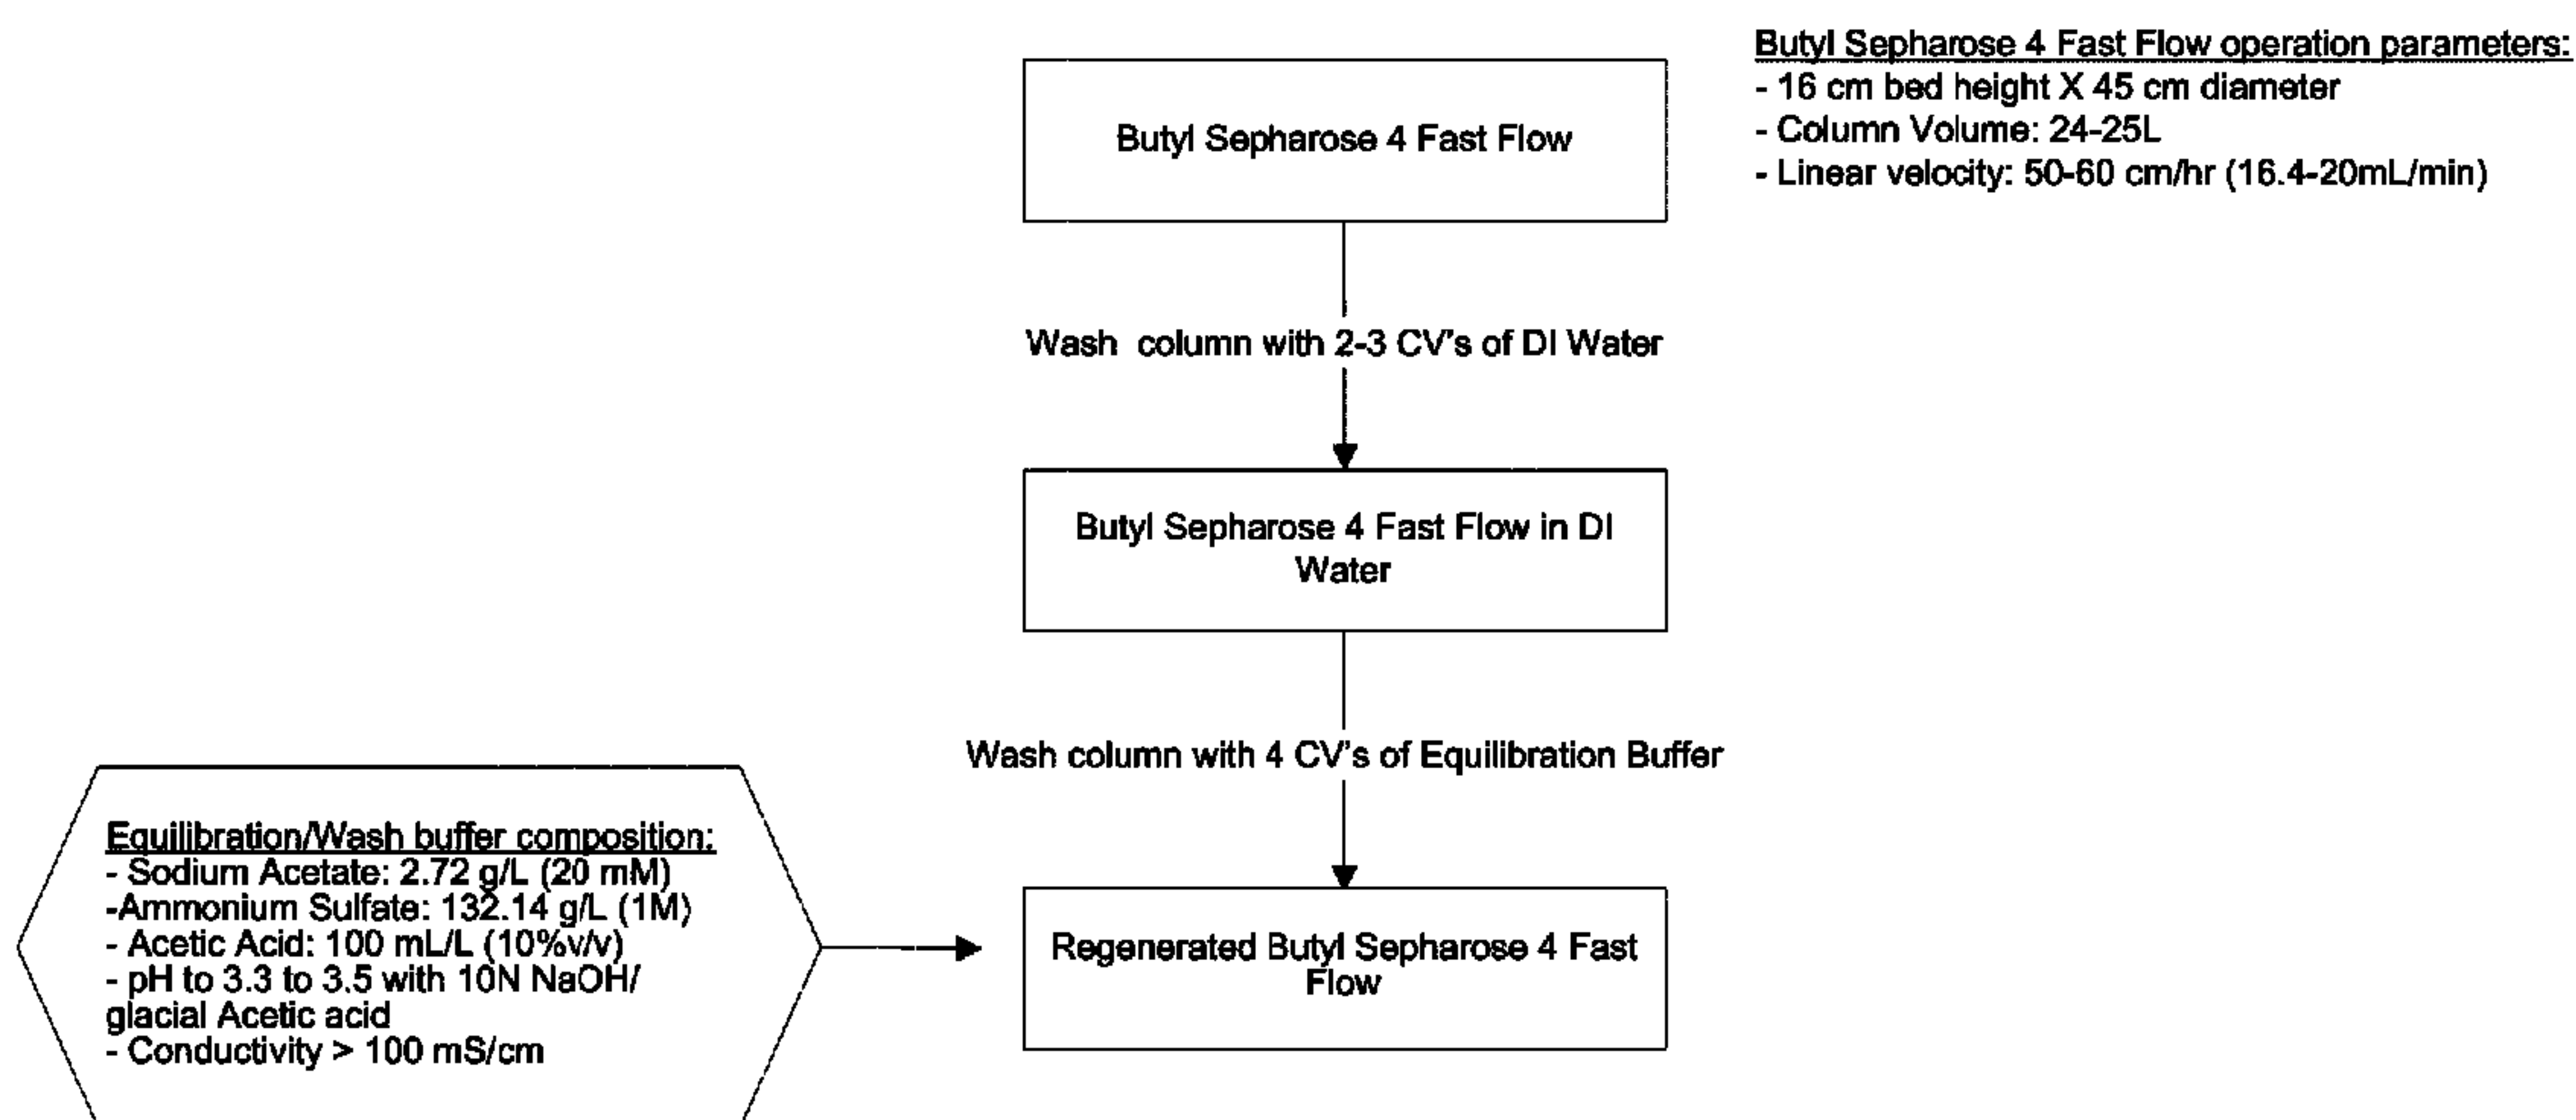 Butyl Sepharose 4 Fast Flow operation parameters:
- 16 cm bed height X 45 cm diameter
- Column Volume: 24-25L
- Linear velocity: 50-60 cm/hr (16.4-20mL/min)
Butyl Sepharose 4 Fast Flow
Wash column with 2-3 CV's of DI Water
Butyl Sepharose 4 Fast Flow in DI
Water
Wash column with 4 CV's of Equilibration Buffer
Equilibration/Wash buffer composition:
- Sodium Acetate: 2.72 g/L (20 mM)
-Ammonium Sulfate: 132.14 g/L (1M)
- Acetic Acid: 100 mL/L (10%v/v)
- pH to 3.3 to 3.5 with 10N NaOH/
glacial Acetic acid
- Conductivity > 100 mS/cm
Regenerated Butyl Sepharose 4 Fast
Flow